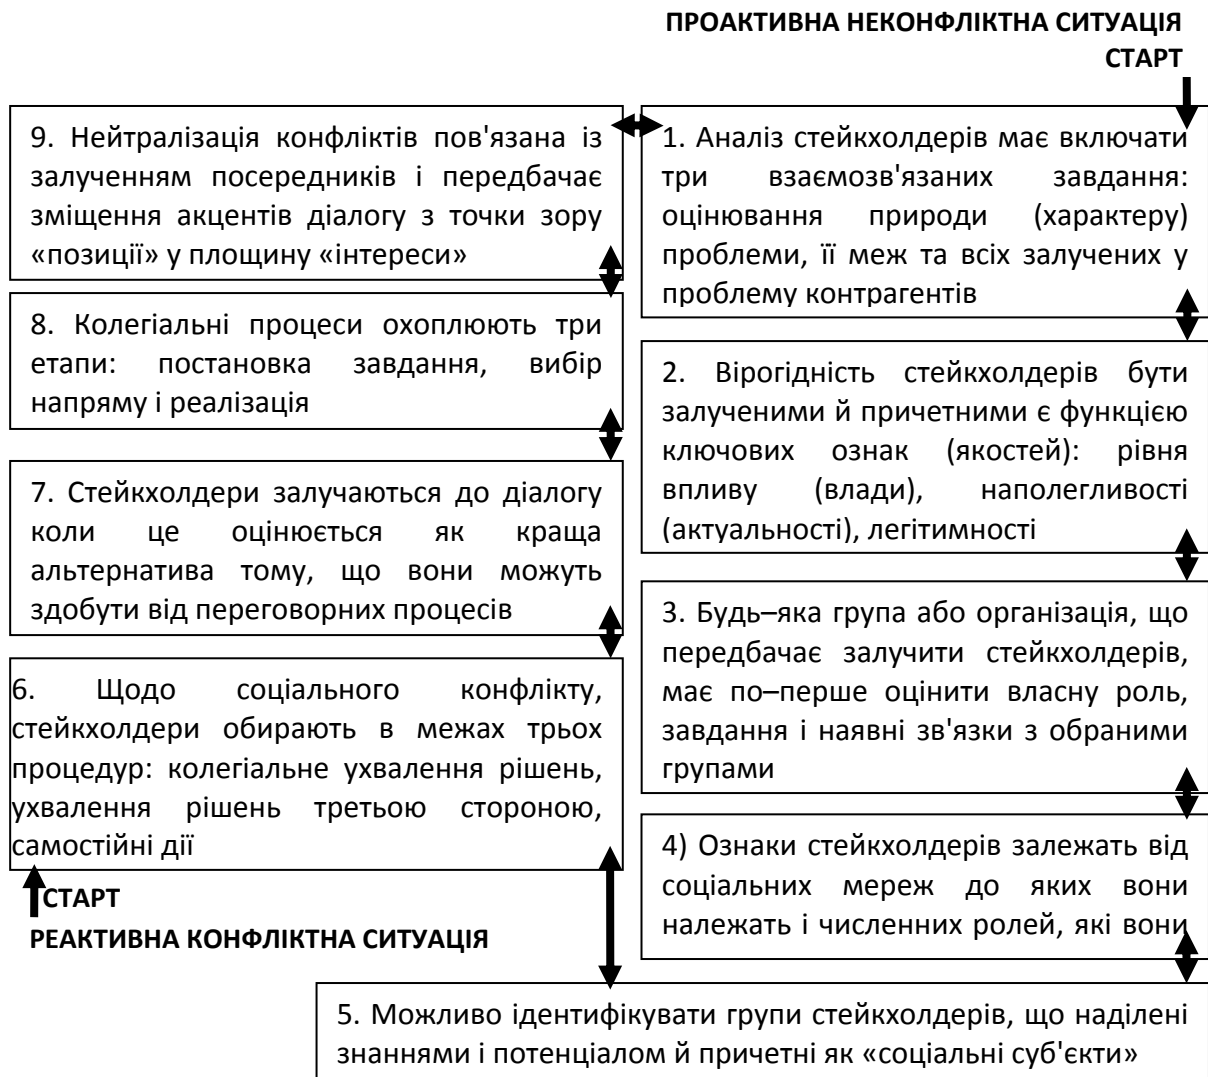 ПРОАКТИВНА НЕКОНФЛІКТНА СИТУАЦІЯ
СТАРТ
9. Нейтралізація конфліктів пов'язана із
залученням посередників і передбачає
зміщення акцентів діалогу з точки зору
«позиції» у площину «інтереси»
8. Колегіальні процеси охоплюють три
етапи: постановка завдання, вибір
напряму і реалізація
7. Стейкхолдери залучаються до діалогу
коли це оцінюється як краща
альтернатива тому, що вони можуть
здобути від переговорних процесів
6. Щодо соціального конфлікту,
стейкхолдери обирають в межах трьох
процедур: колегіальне ухвалення рішень,
ухвалення рішень третьою стороною,
самостійні дії
СТАРТ
РЕАКТИВНА КОНФЛІКТНА СИТУАЦІЯ
1. Аналіз стейкхолдерів має включати
три взаємозв'язаних завдання:
оцінювання природи (характеру)
проблеми, її меж та всіх залучених у
проблему контрагентів
2. Вірогідність стейкхолдерів бути
залученими й причетними є функцією
ключових ознак (якостей): рівня
впливу (влади), наполегливості
(актуальності), легітимності
3. Будь–яка група або організація, що
передбачає залучити стейкхолдерів,
має по–перше оцінити власну роль,
завдання і наявні зв'язки з обраними
групами
4) Ознаки стейкхолдерів залежать від
соціальних мереж до яких вони
належать і численних ролей, які вони
5. Можливо ідентифікувати групи стейкхолдерів, що наділені
знаннями і потенціалом й причетні як «соціальні суб'єкти»